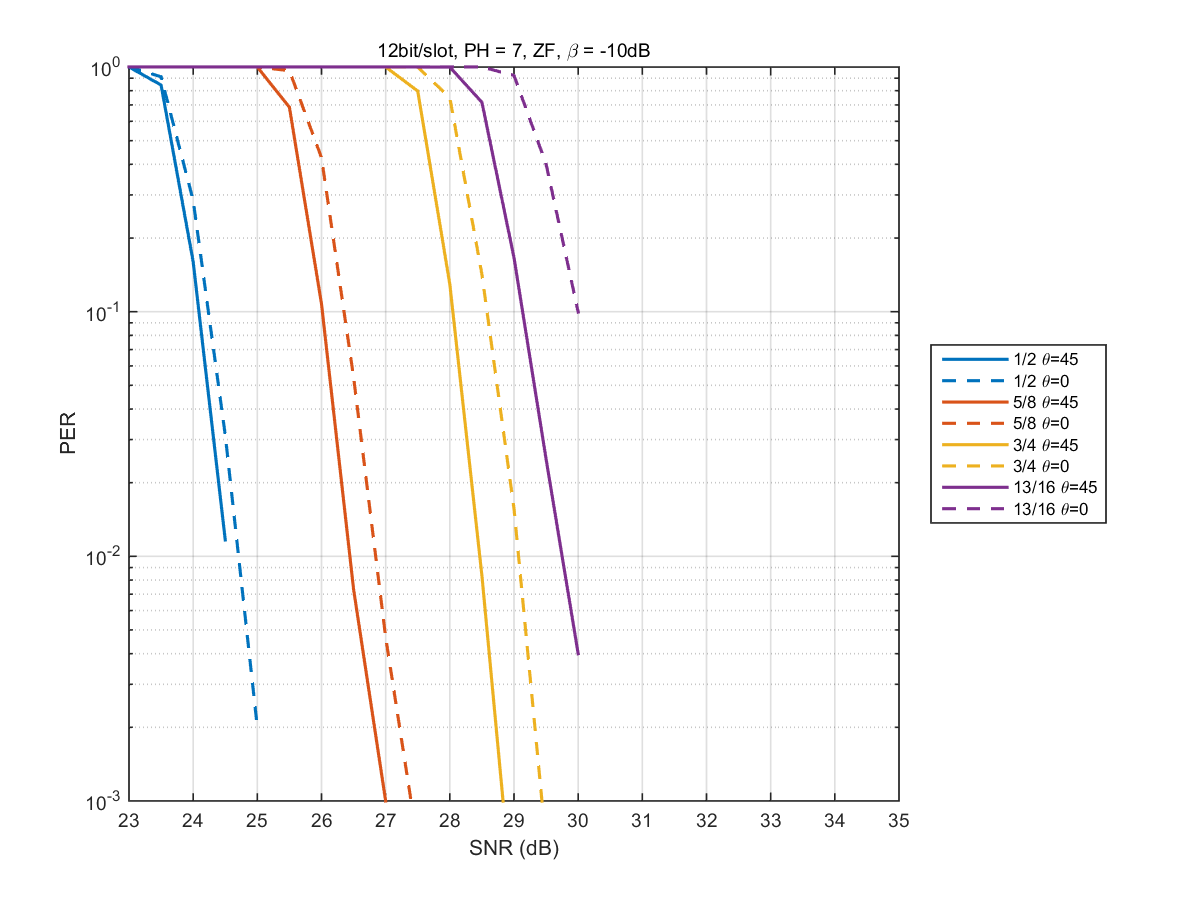 12bit/slot, PH = 7, ZF, β = -10dB
10^0
10^-1
10^-2
10^-3
PER
23 24 25 26 27 28 29 30 31 32 33 34 35
SNR (dB)
1/2 θ=45
1/2 θ=0
5/8 θ=45
5/8 θ=0
3/4 θ=45
3/4 θ=0
13/16 θ=45
13/16 θ=0